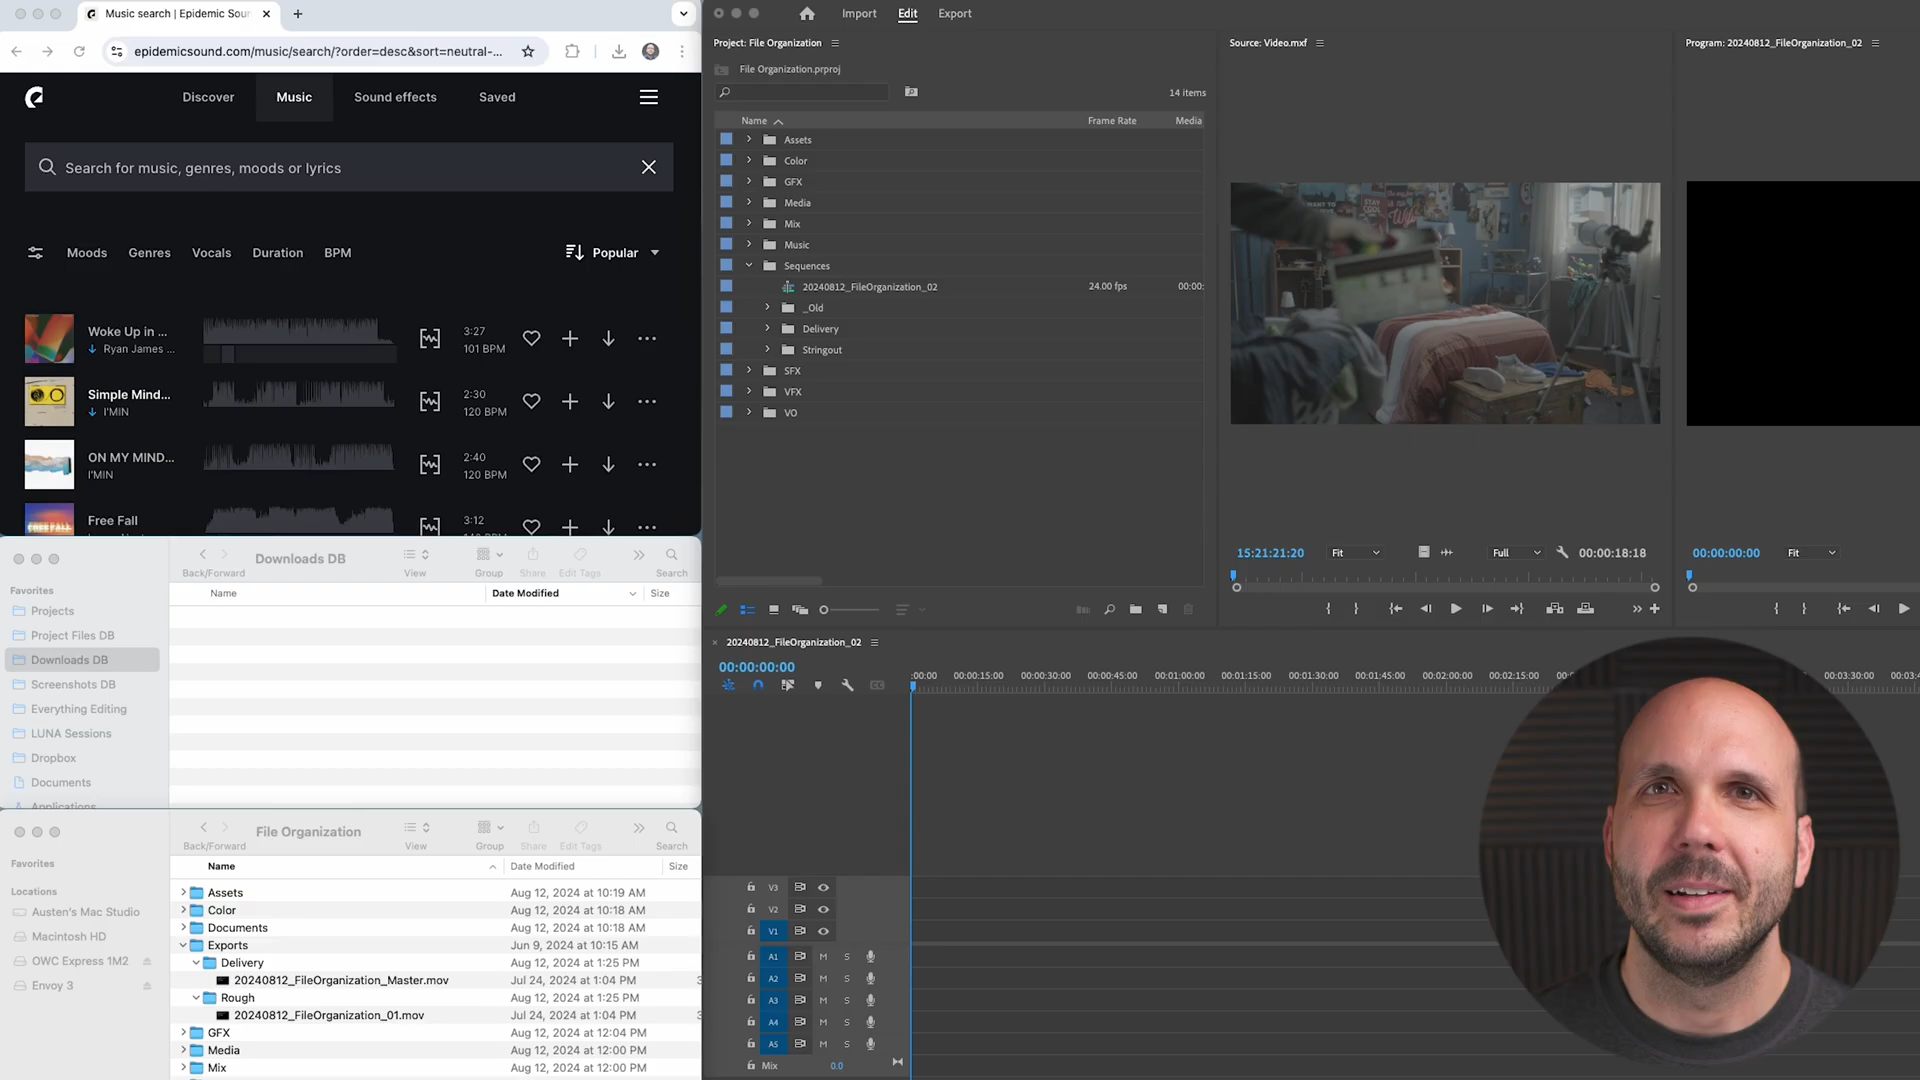 Music search | Epidemic Soun
epidemicsound.com/music/search/?order=desc&sort=neutral-...
Discover
Music
Sound effects
Saved
Search for music, genres, moods or lyrics
Moods
Genres
Vocals
Duration
BPM
Popular
Woke Up in ...
Ryan James ...
3:27
101 BPM
Simple Mind...
I'MIN
2:30
120 BPM
ON MY MIND...
I'MIN
2:40
120 BPM
Free Fall
3:12
Downloads DB
Back/Forward
View
Group
Share
Edit Tags
Search
Name
Date Modified
Size
Favorites
Projects
Project Files DB
Downloads DB
Screenshots DB
Everything Editing
LUNA Sessions
Dropbox
Documents
Applications
File Organization
Back/Forward
View
Group
Share
Edit Tags
Search
Favorites
Locations
Austen's Mac Studio
Macintosh HD
OWC Express 1M2
Envoy 3
Name
Date Modified
Size
Assets Aug 12, 2024 at 10:19 AM
Color Aug 12, 2024 at 10:18 AM
Documents Aug 12, 2024 at 10:18 AM
Exports Jun 9, 2024 at 10:15 AM
Delivery Aug 12, 2024 at 1:25 PM
20240812_FileOrganization_Master.mov Jul 24, 2024 at 1:04 PM
Rough Aug 12, 2024 at 1:25 PM
20240812_FileOrganization_01.mov Jul 24, 2024 at 1:04 PM
GFX Aug 12, 2024 at 12:04 PM
Media Aug 12, 2024 at 12:00 PM
Mix Aug 12, 2024 at 12:00 PM
Import
Edit
Export
Project: File Organization
File Organization.prproj
14 items
Name
Frame Rate
Media
Assets
Color
GFX
Media
Mix
Music
Sequences
20240812_FileOrganization_02 24.00 fps 00:00:
_Old
Delivery
Stringout
SFX
VFX
VO
Source: Video.mxf
15:21:21:20
Fit
Full
00:00:18:18
Program: 20240812_FileOrganization_02
00:00:00:00
Fit
20240812_FileOrganization_02
00:00:00:00
:00:00 00:00:15:00 00:00:30:00 00:00:45:00 00:01:00:00 00:01:15:00 00:01:30:00 00:01:45:00 00:02:00:00 00:02:15:00 00:03:30:00
V3
V2
V1
A1 M S
A2 M S
A3 M S
A4 M S
A5 M S
Mix 0.0